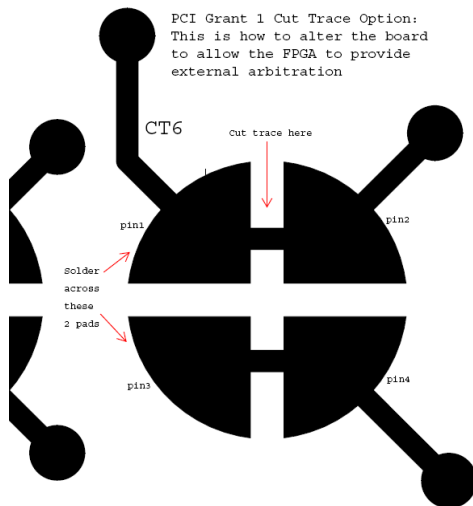 PCI Grant 1 Cut Trace Option:
This is how to alter the board
to allow the FPGA to provide
external arbitration
CT6
Cut trace here
pin1
pin2
Solder
across
these
2 pads
pin3
pin4